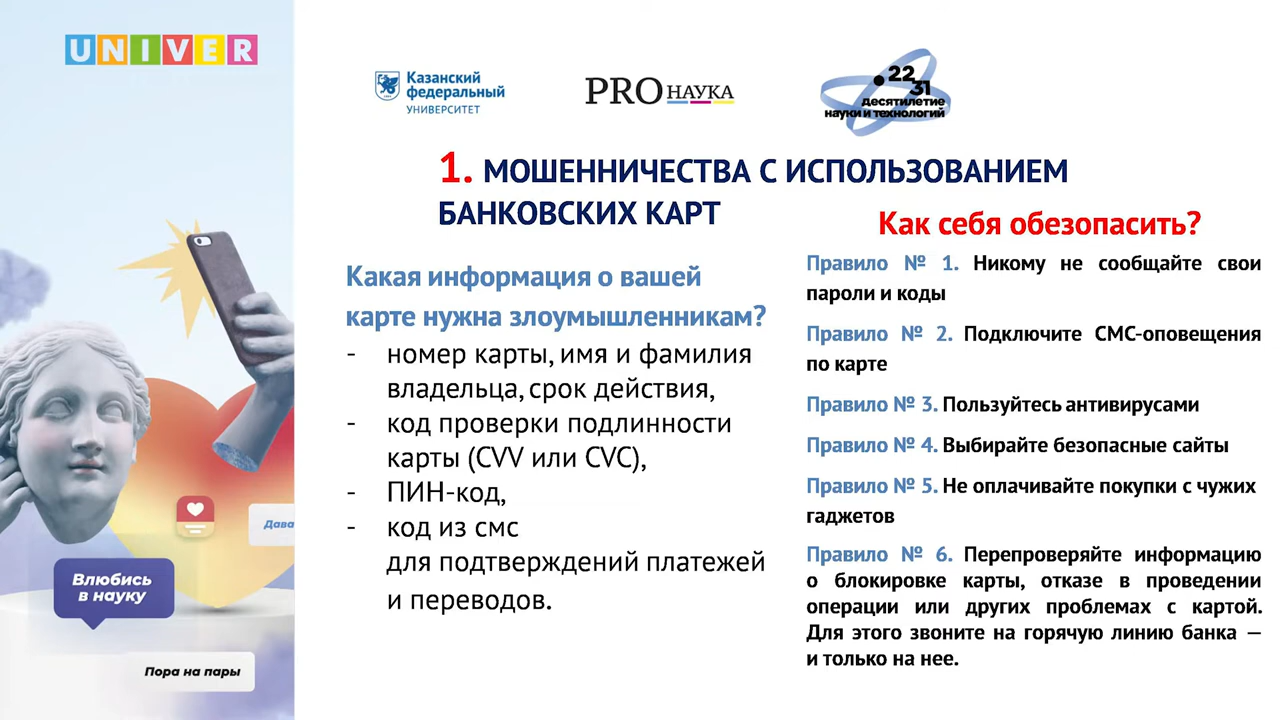 UNIVER
Казанский
федеральный
УНИВЕРСИТЕТ
PRO НАУКА
22
31
десятилетие
науки и технологий
1. МОШЕННИЧЕСТВА С ИСПОЛЬЗОВАНИЕМ
БАНКОВСКИХ КАРТ
Какая информация о вашей
карте нужна злоумышленникам?
- номер карты, имя и фамилия
владельца, срок действия,
- код проверки подлинности
карты (CVV или CVC),
- ПИН-код,
- код из смс
для подтверждений платежей
и переводов.
Как себя обезопасить?
Правило № 1. Никому не сообщайте свои
пароли и коды
Правило № 2. Подключите СМС-оповещения
по карте
Правило № 3. Пользуйтесь антивирусами
Правило № 4. Выбирайте безопасные сайты
Правило № 5. Не оплачивайте покупки с чужих
гаджетов
Правило № 6. Перепроверяйте информацию
о блокировке карты, отказе в проведении
операции или других проблемах с картой.
Для этого звоните на горячую линию банка —
и только на нее.
Дава
Влюбись
в науку
Пора на пары